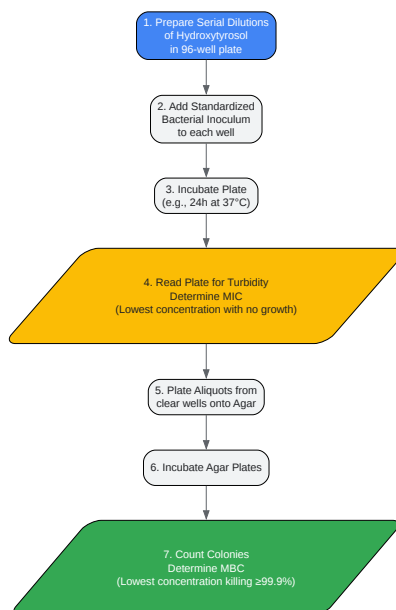 1. Prepare Serial Dilutions
of Hydroxytyrosol
in 96-well plate
2. Add Standardized
Bacterial Inoculum
to each well
3. Incubate Plate
(e.g., 24h at 37°C)
4. Read Plate for Turbidity
Determine MIC
(Lowest concentration with no growth)
5. Plate Aliquots from
clear wells onto Agar
6. Incubate Agar Plates
7. Count Colonies
Determine MBC
(Lowest concentration killing ≥99.9%)